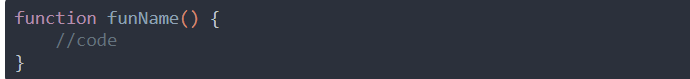 function funName() {
    //code
}